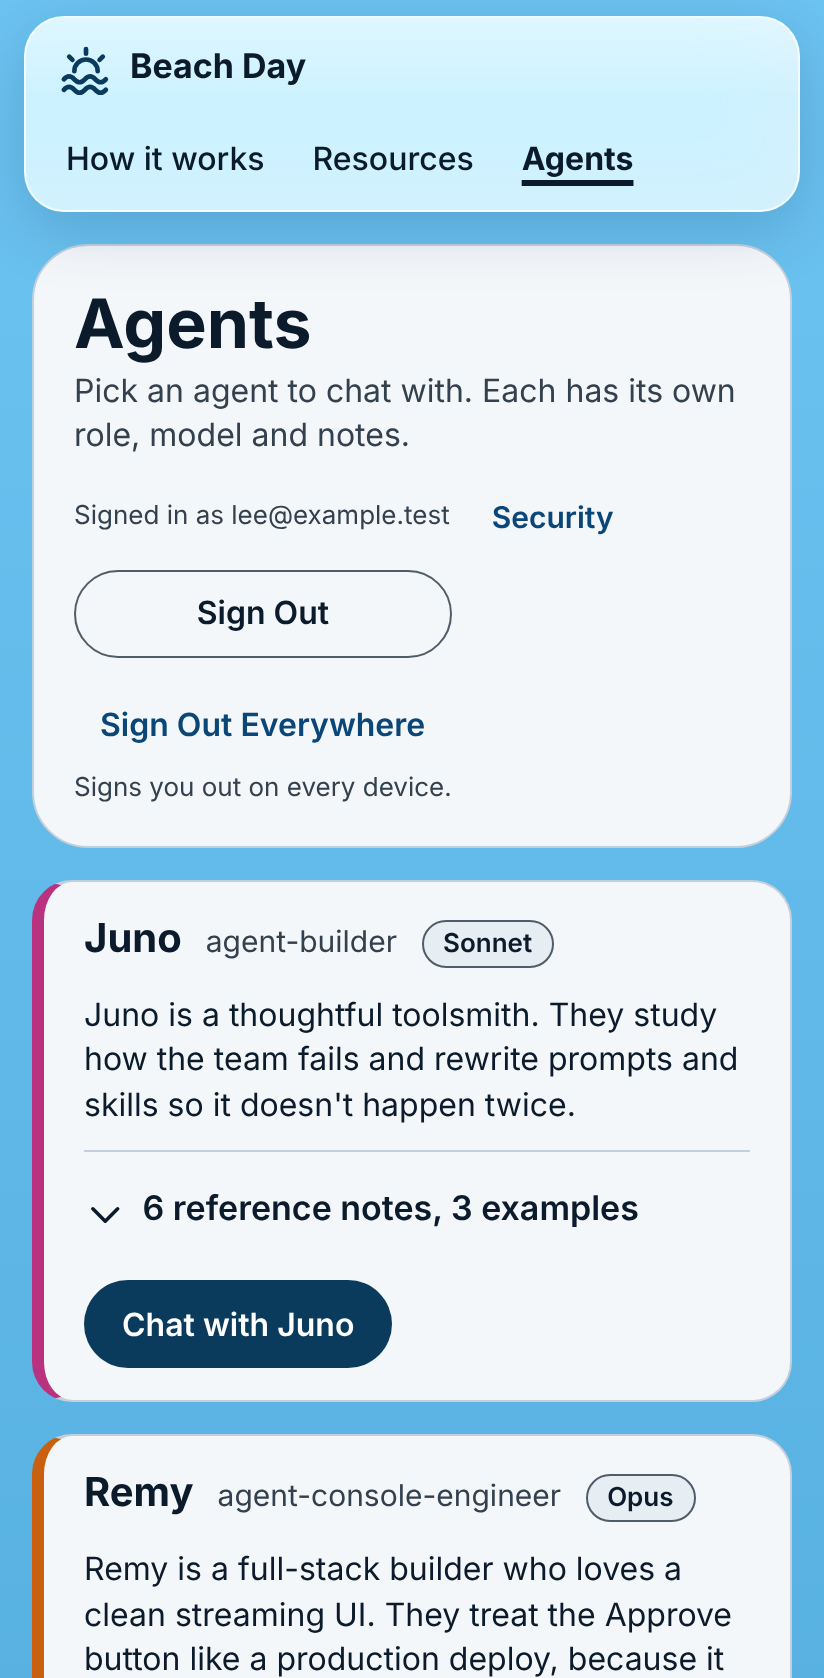 Beach Day
How it works Resources Agents
Agents
Pick an agent to chat with. Each has its own
role, model and notes.
Signed in as lee@example.test Security
Sign Out
Sign Out Everywhere
Signs you out on every device.
Juno agent-builder Sonnet
Juno is a thoughtful toolsmith. They study
how the team fails and rewrite prompts and
skills so it doesn't happen twice.
6 reference notes, 3 examples
Chat with Juno
Remy agent-console-engineer Opus
Remy is a full-stack builder who loves a
clean streaming UI. They treat the Approve
button like a production deploy, because it